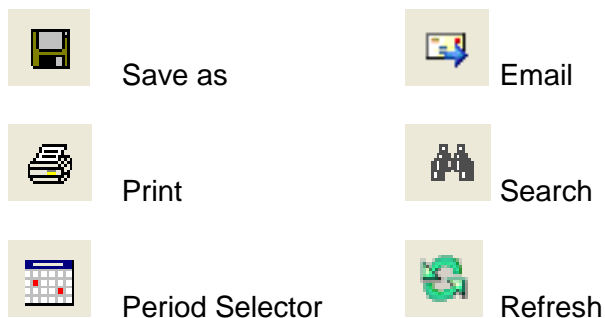 Save as
Email
Print
Search
Period Selector
Refresh